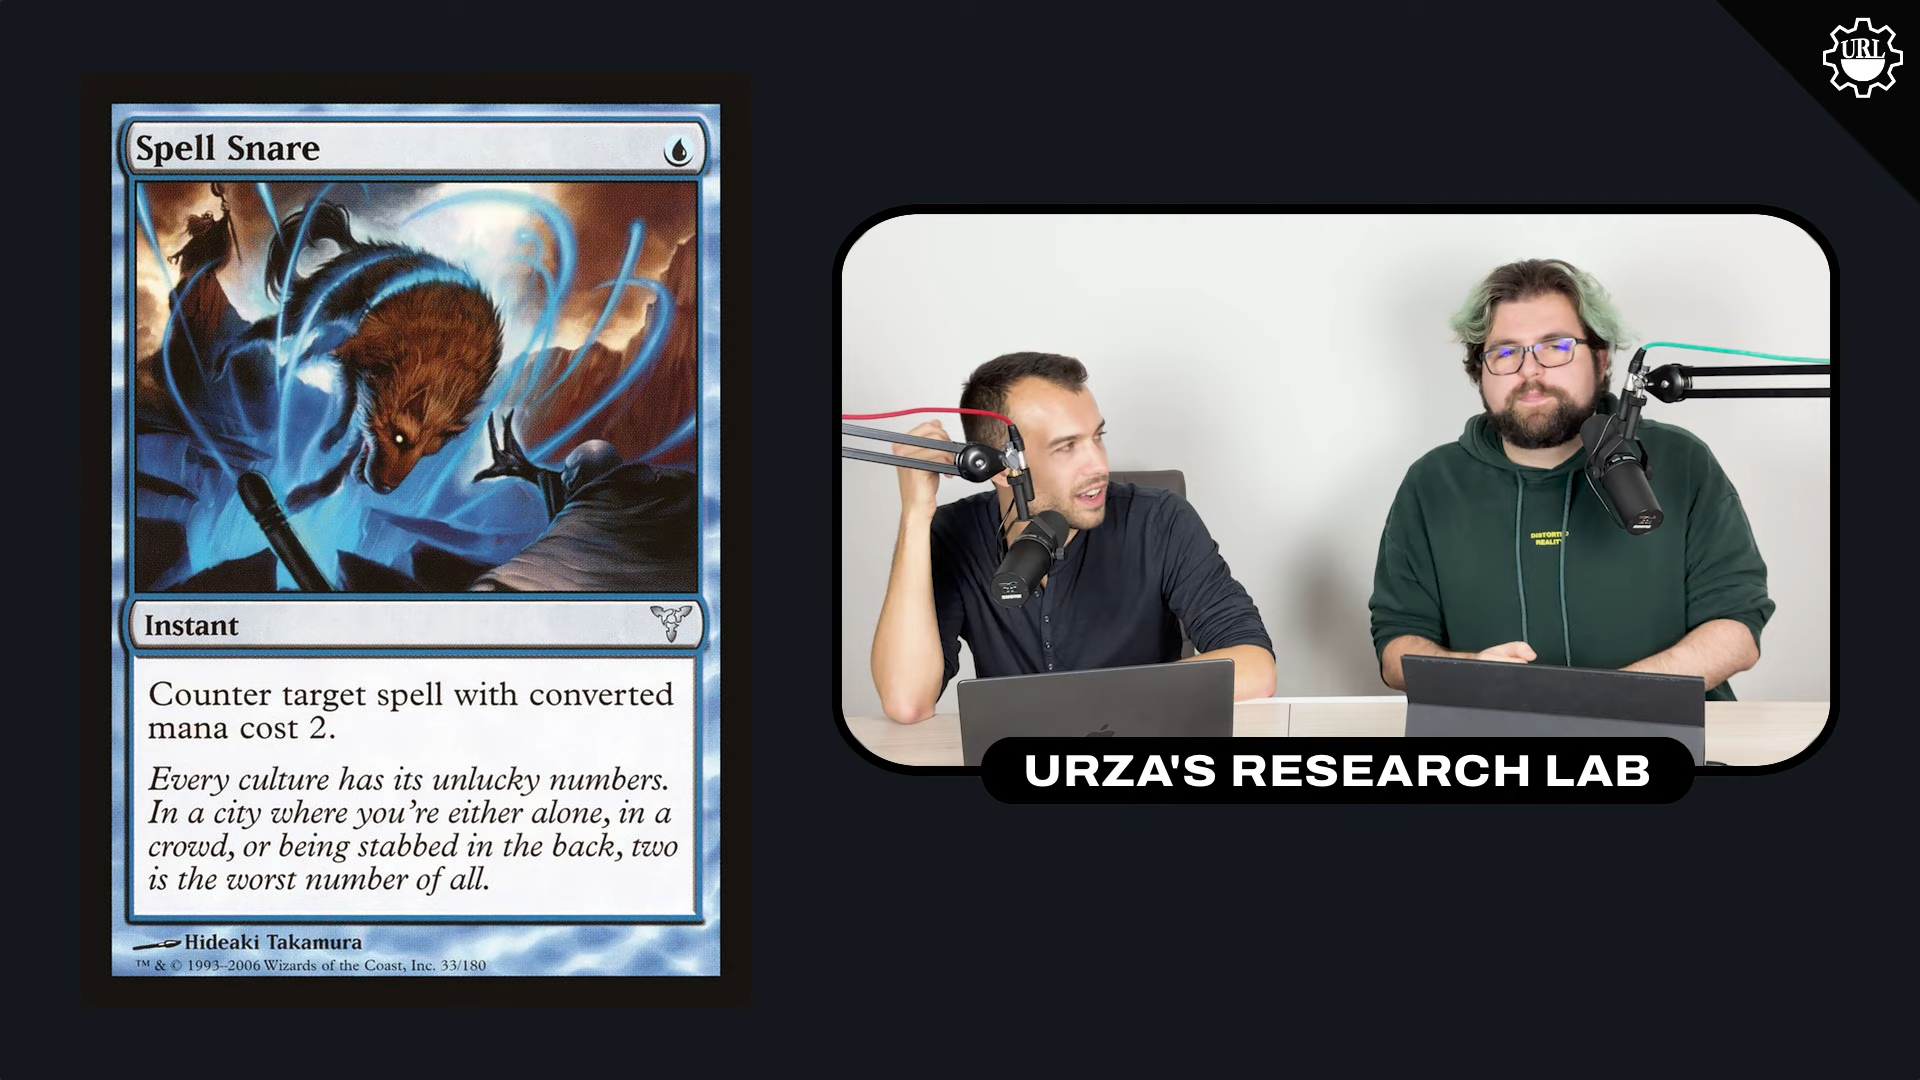 URL
Spell Snare
Instant
Counter target spell with converted
mana cost 2.
Every culture has its unlucky numbers.
In a city where you're either alone, in a
crowd, or being stabbed in the back, two
is the worst number of all.
Hideaki Takamura
™ & © 1993–2006 Wizards of the Coast, Inc. 33/180
DISTORTED
REALITY
URZA'S RESEARCH LAB